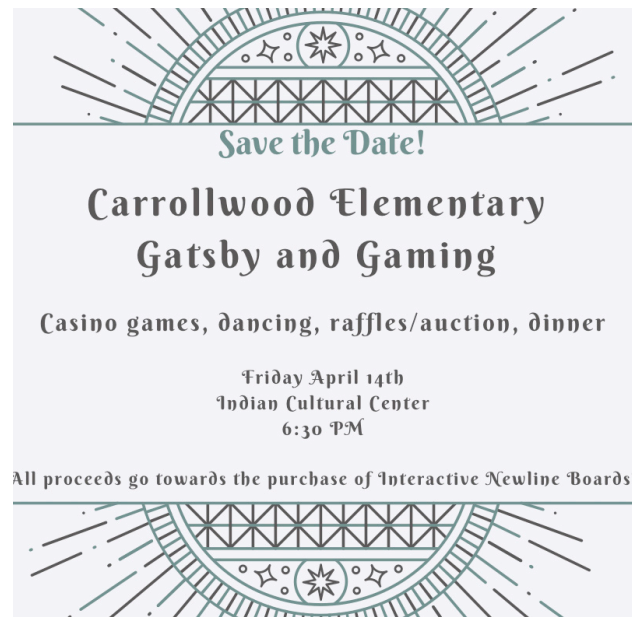 Save the Date!
Carrollwood Elementary
Gatsby and Gaming
Casino games, dancing, raffles/auction, dinner
Friday April 14th
Indian Cultural Center
6:30 PM
All proceeds go towards the purchase of Interactive Newline Boards